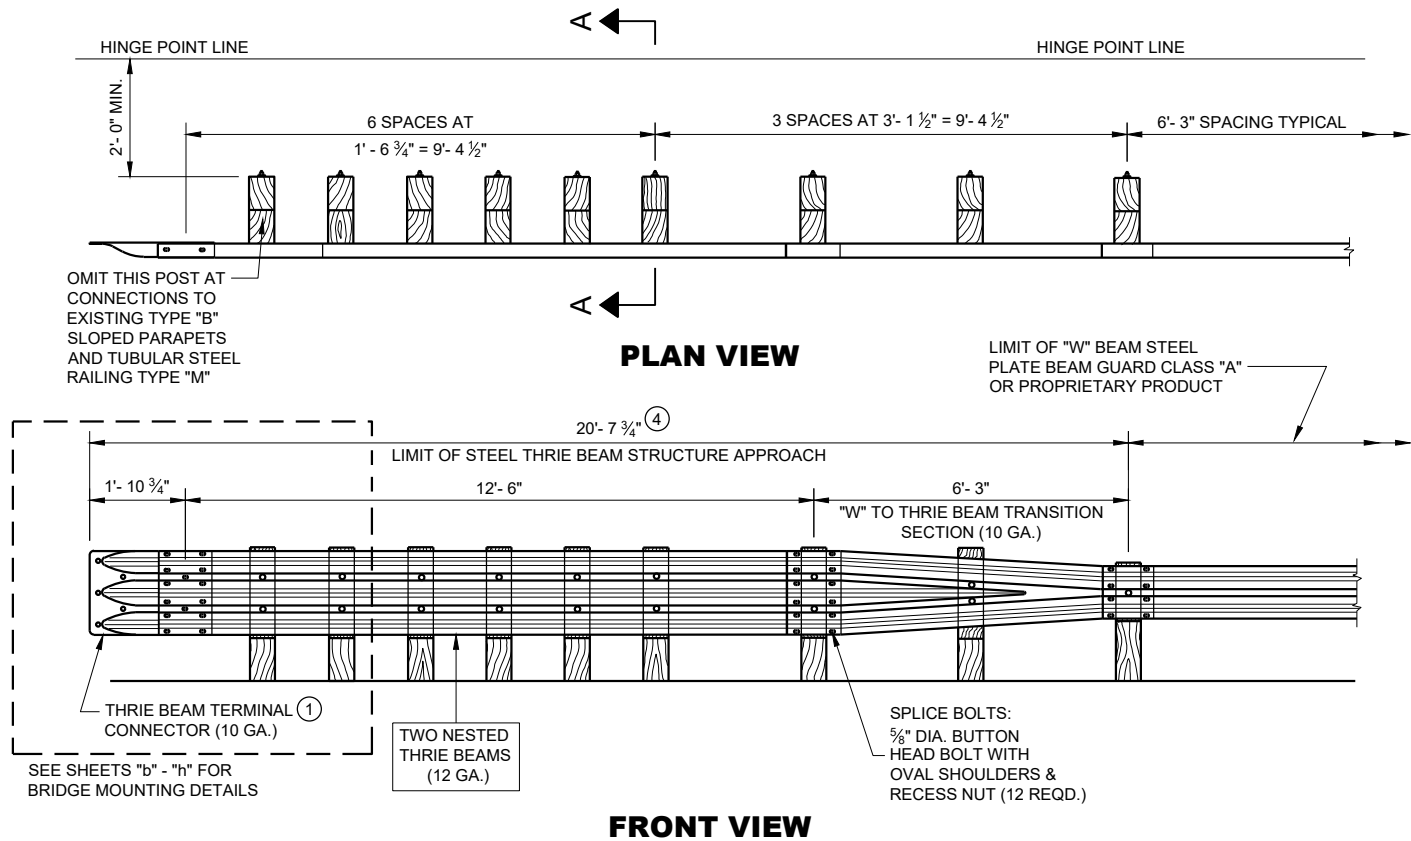 A
HINGE POINT LINE
HINGE POINT LINE
2'- 0" MIN.
6 SPACES AT
1' - 6 ¾" = 9'- 4 ½"
3 SPACES AT 3'- 1 ½" = 9'- 4 ½"
6'- 3" SPACING TYPICAL
OMIT THIS POST AT
CONNECTIONS TO
EXISTING TYPE "B"
SLOPED PARAPETS
AND TUBULAR STEEL
RAILING TYPE "M"
A
PLAN VIEW
LIMIT OF "W" BEAM STEEL
PLATE BEAM GUARD CLASS "A"
OR PROPRIETARY PRODUCT
20'- 7 ¾" 4
LIMIT OF STEEL THRIE BEAM STRUCTURE APPROACH
1'- 10 ¾"
12'- 6"
6'- 3"
"W" TO THRIE BEAM TRANSITION
SECTION (10 GA.)
THRIE BEAM TERMINAL 1
CONNECTOR (10 GA.)
TWO NESTED
THRIE BEAMS
(12 GA.)
SPLICE BOLTS:
⅝" DIA. BUTTON
HEAD BOLT WITH
OVAL SHOULDERS &
RECESS NUT (12 REQD.)
SEE SHEETS "b" - "h" FOR
BRIDGE MOUNTING DETAILS
FRONT VIEW